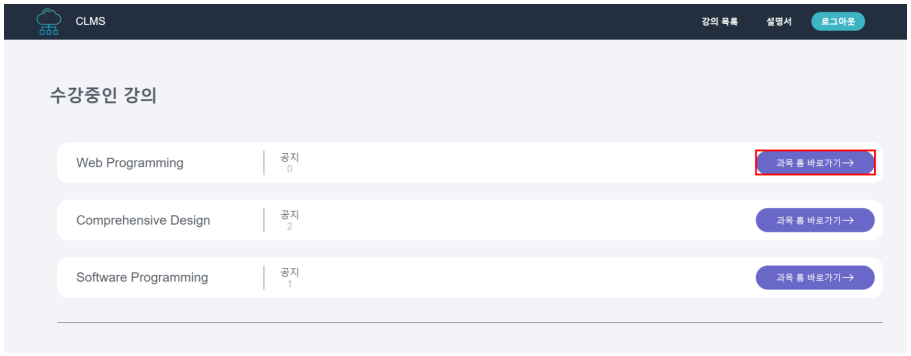 CLMS
강의 목록 설명서 로그아웃
수강중인 강의
Web Programming 공지 과목 홈 바로가기→
0
Comprehensive Design 공지 과목 홈 바로가기→
2
Software Programming 공지 과목 홈 바로가기→
1